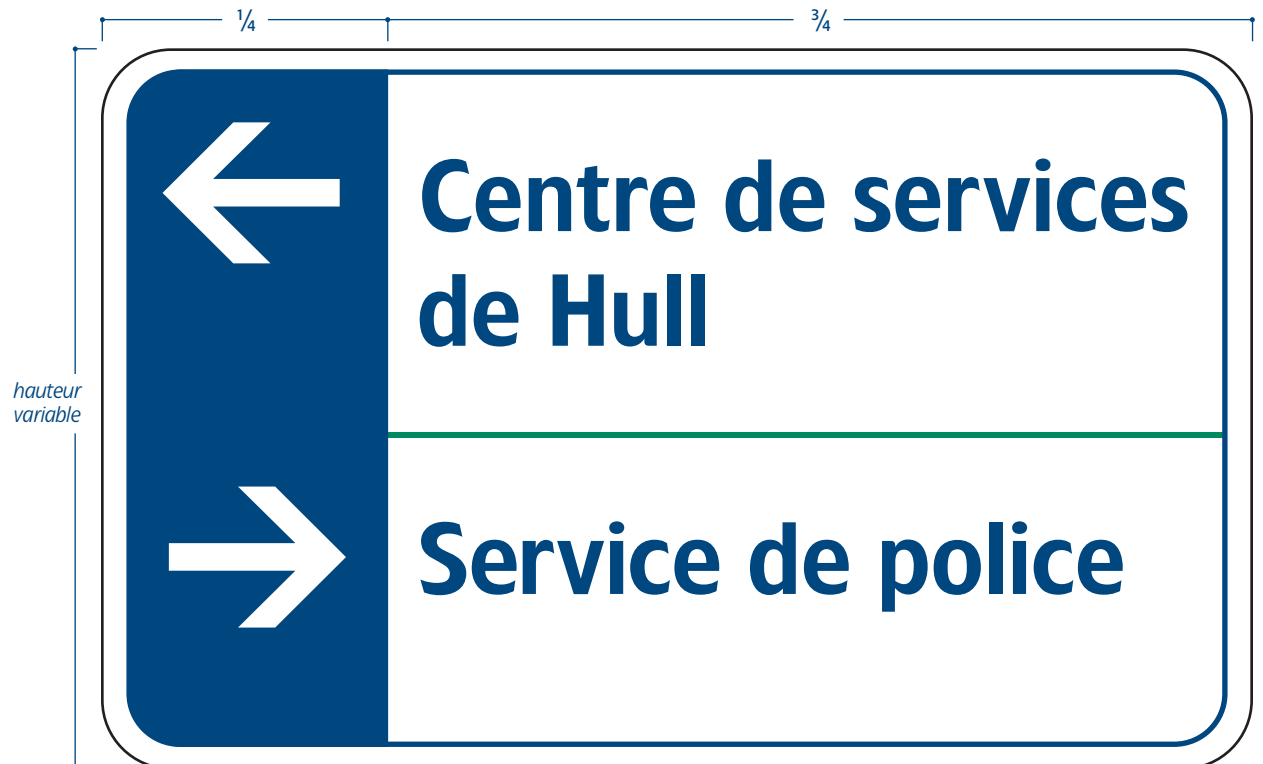 ¼ ¾
hauteur
variable
Centre de services
de Hull
Service de police